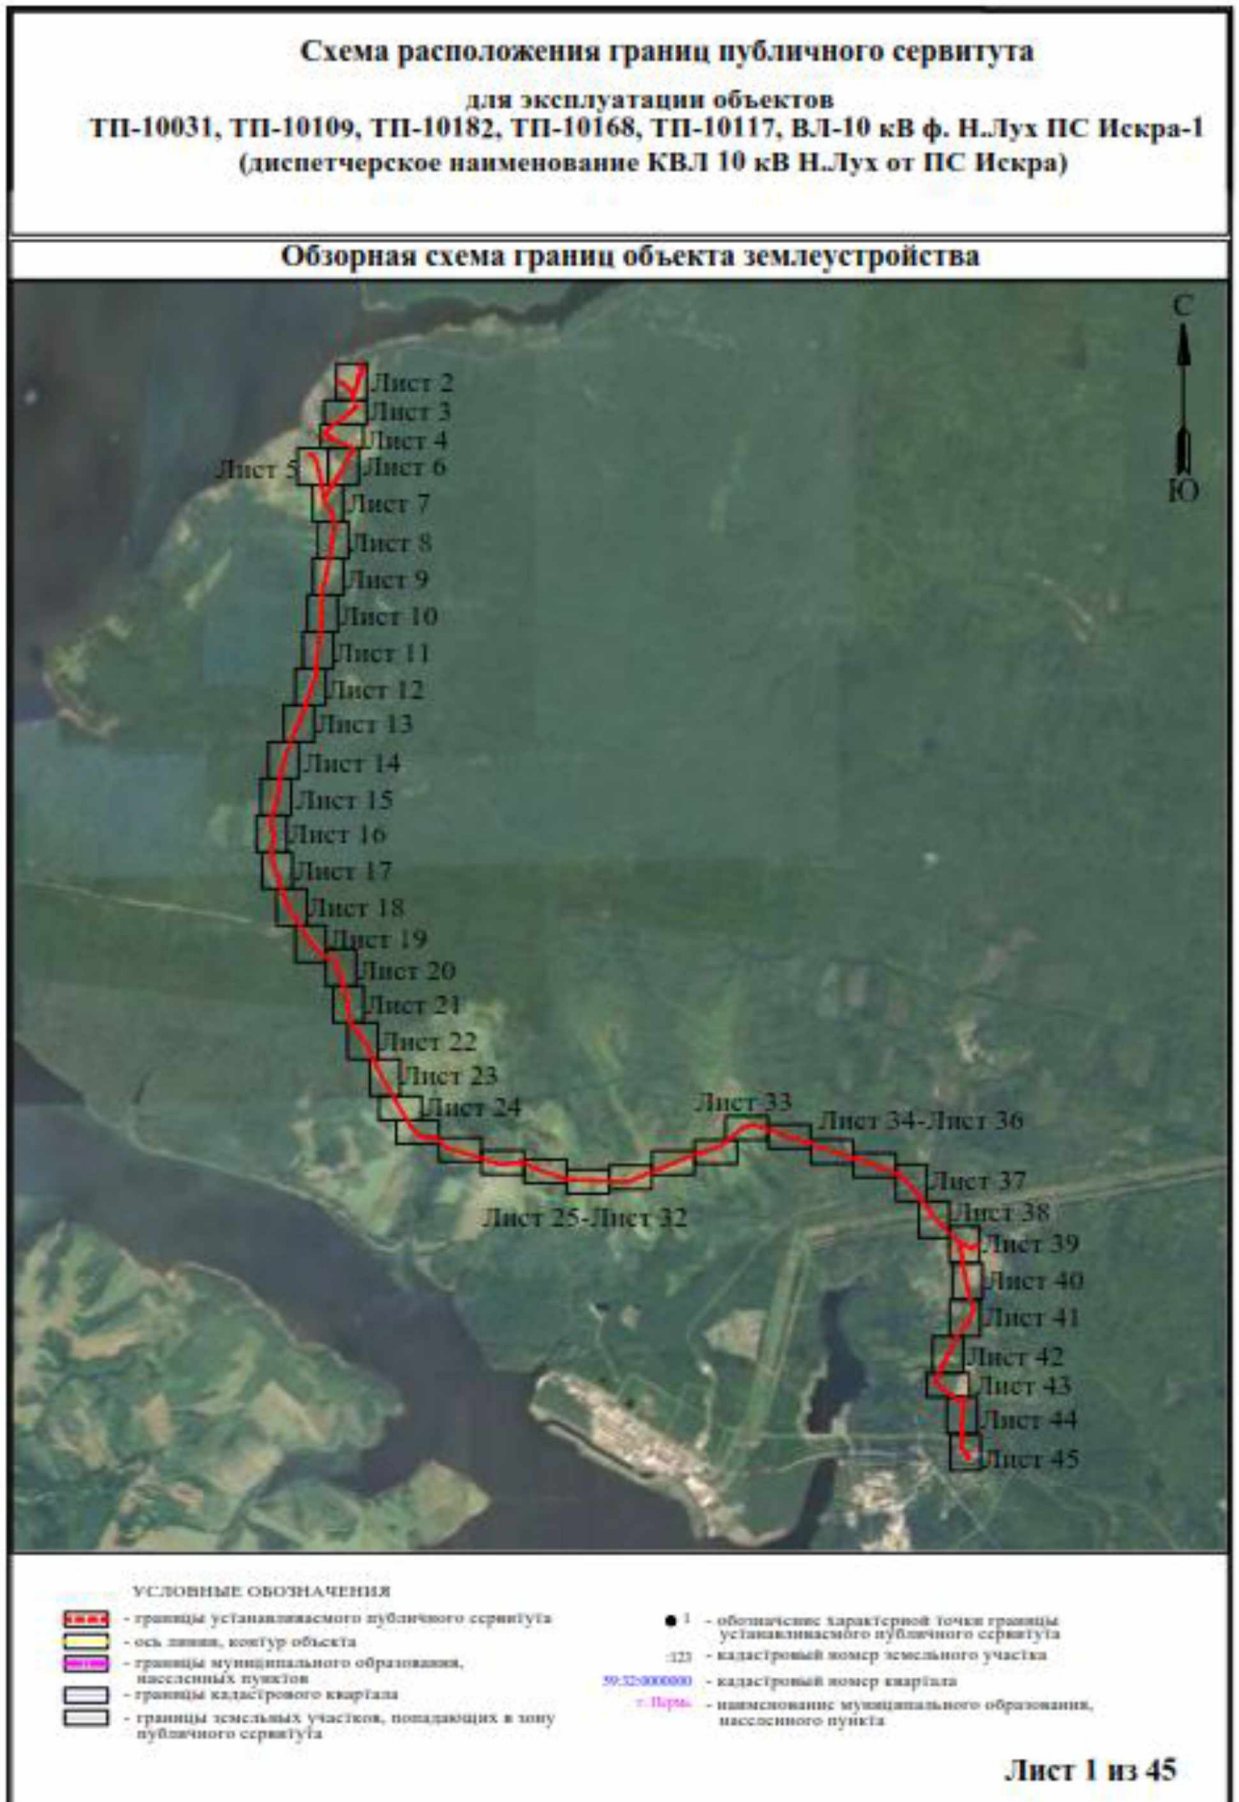 Схема расположения границ публичного сервитута
для эксплуатации объектов
ТП-10031, ТП-10109, ТП-10182, ТП-10168, ТП-10117, ВЛ-10 кВ ф. Н.Лух ПС Искра-1
(диспетчерское наименование КВЛ 10 кВ Н.Лух от ПС Искра)
Обзорная схема границ объекта землеустройства
С
Ю
Лист 2
Лист 3
Лист 4
Лист 5
Лист 6
Лист 7
Лист 8
Лист 9
Лист 10
Лист 11
Лист 12
Лист 13
Лист 14
Лист 15
Лист 16
Лист 17
Лист 18
Лист 19
Лист 20
Лист 21
Лист 22
Лист 23
Лист 24
Лист 25-Лист 32
Лист 33
Лист 34-Лист 36
Лист 37
Лист 38
Лист 39
Лист 40
Лист 41
Лист 42
Лист 43
Лист 44
Лист 45
УСЛОВНЫЕ ОБОЗНАЧЕНИЯ
- границы устанавливаемого публичного сервитута
- ось линии, контур объекта
- границы муниципального образования,
населенных пунктов
- границы кадастрового квартала
- границы земельных участков, попадающих в зону
публичного сервитута
1 - обозначение характерной точки границы
устанавливаемого публичного сервитута
:123 - кадастровый номер земельного участка
59:32:0000000 - кадастровый номер квартала
г. Пермь - наименование муниципального образования,
населенного пункта
Лист 1 из 45